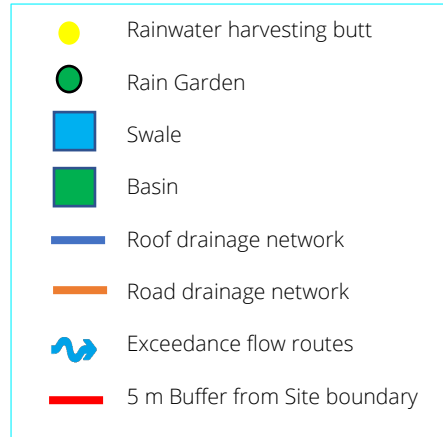 Rainwater harvesting butt
Rain Garden
Swale
Basin
Roof drainage network
Road drainage network
Exceedance flow routes
5 m Buffer from Site boundary